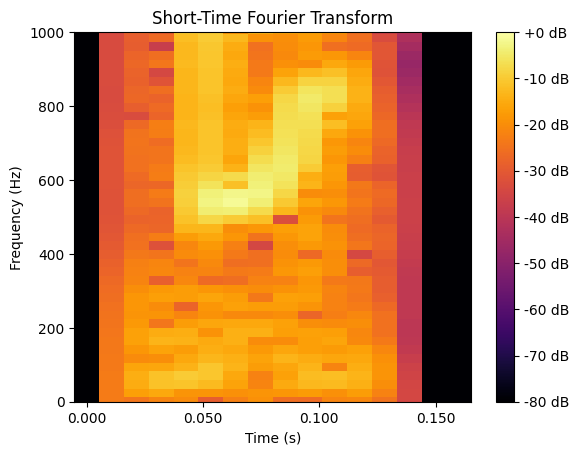 Short-Time Fourier Transform
1000
800
600
400
200
0
Frequency (Hz)
0.000
0.050
0.100
0.150
Time (s)
+0 dB
-10 dB
-20 dB
-30 dB
-40 dB
-50 dB
-60 dB
-70 dB
-80 dB